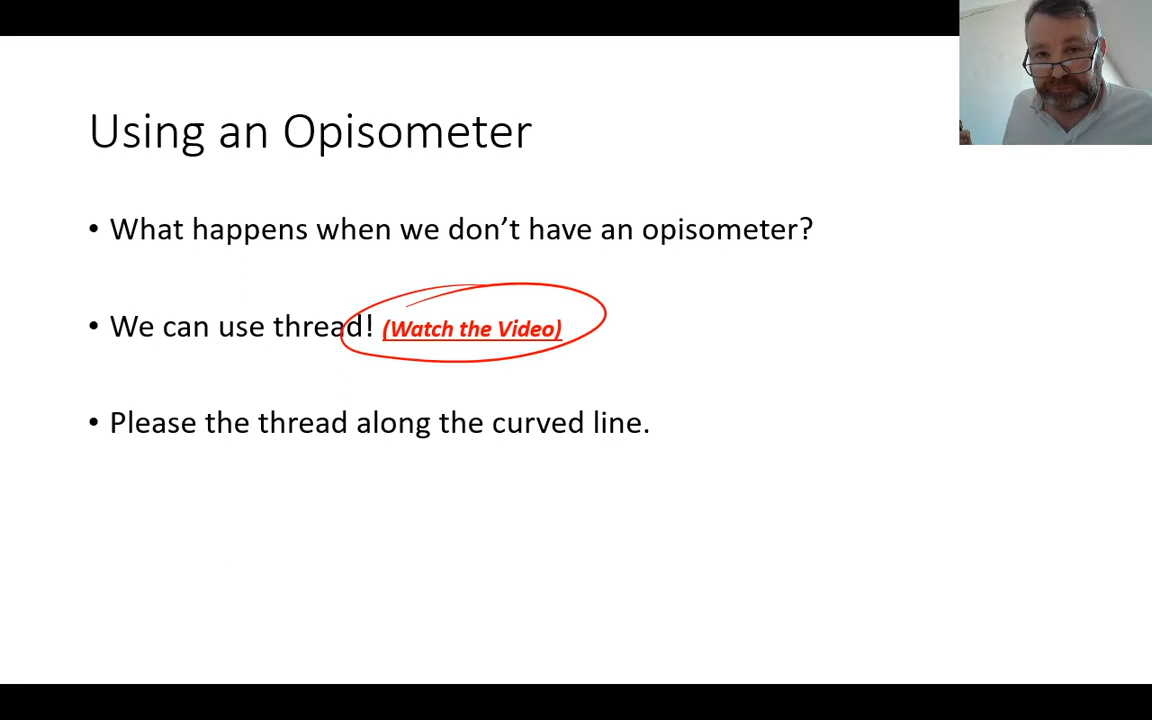 Using an Opisometer
• What happens when we don’t have an opisometer?
• We can use thread! (Watch the Video)
• Please the thread along the curved line.